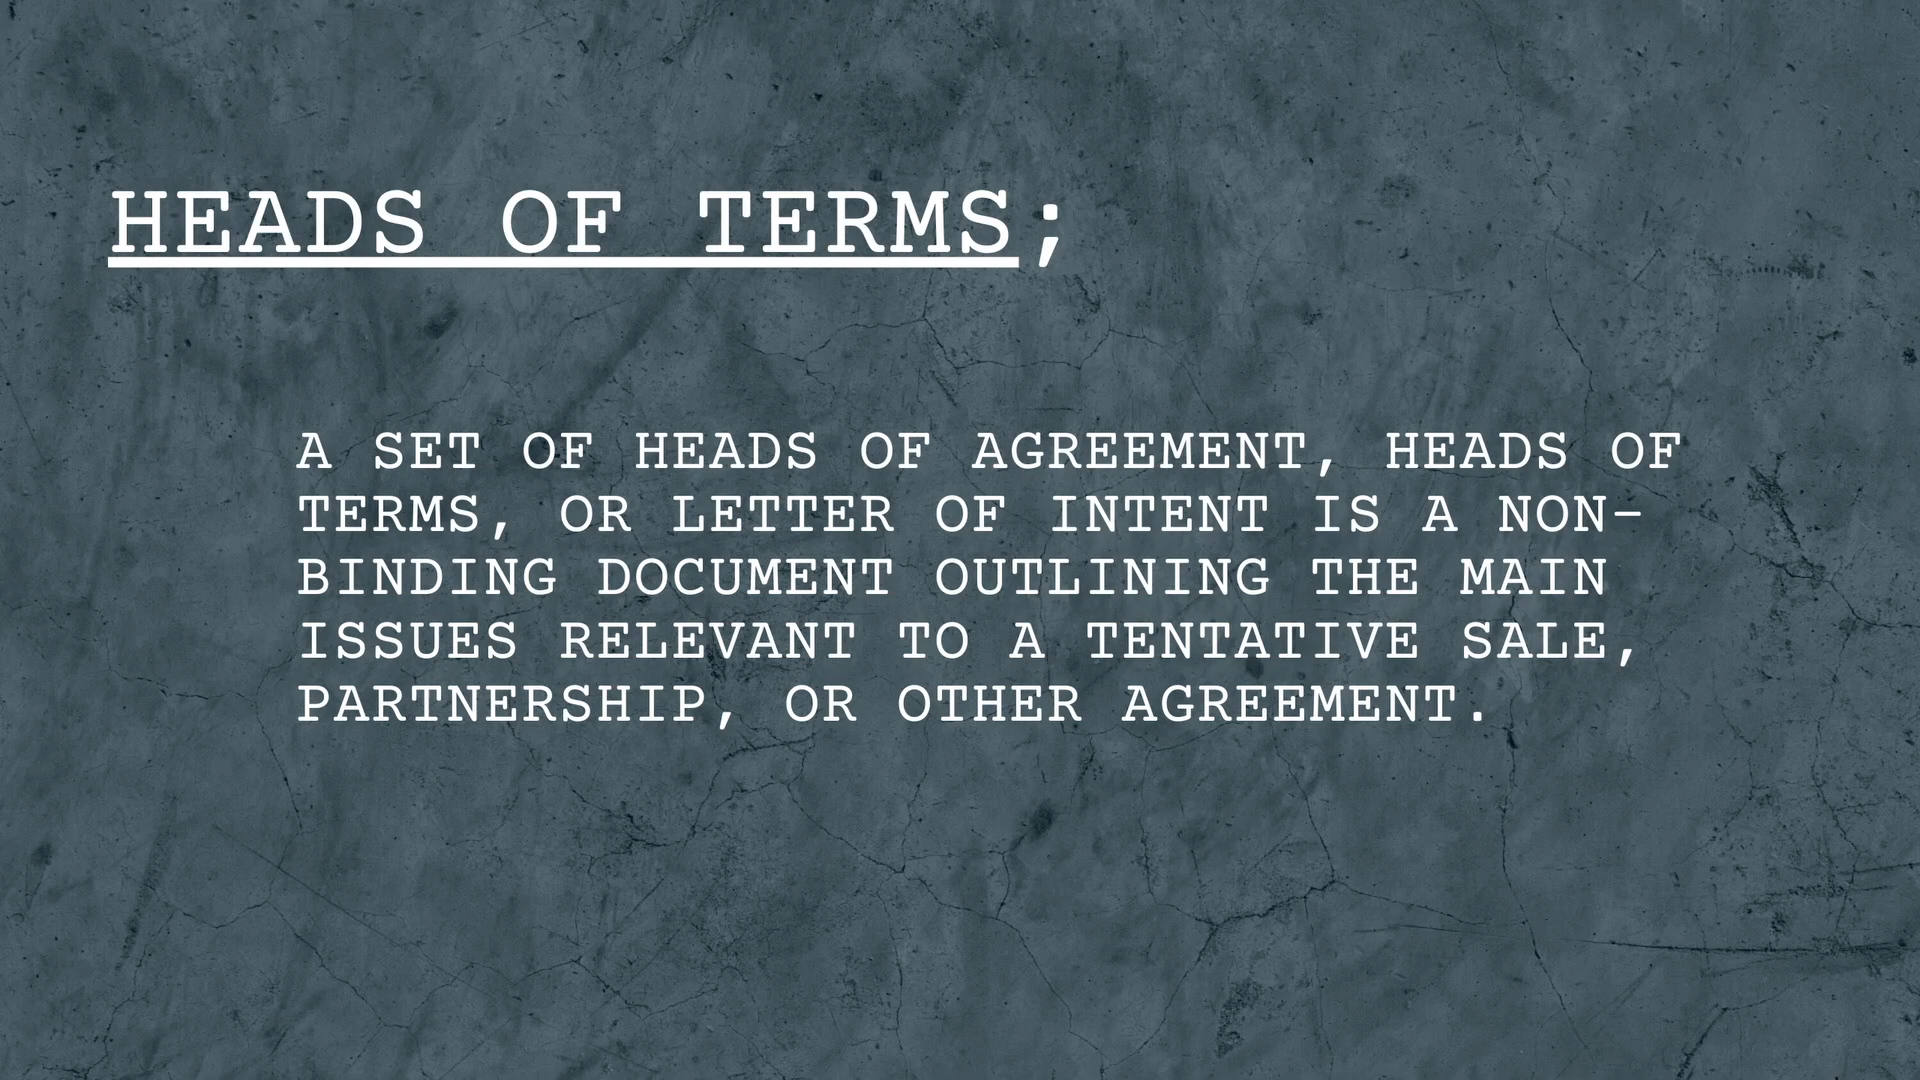 HEADS OF TERMS;
A SET OF HEADS OF AGREEMENT, HEADS OF
TERMS, OR LETTER OF INTENT IS A NON-
BINDING DOCUMENT OUTLINING THE MAIN
ISSUES RELEVANT TO A TENTATIVE SALE,
PARTNERSHIP, OR OTHER AGREEMENT.